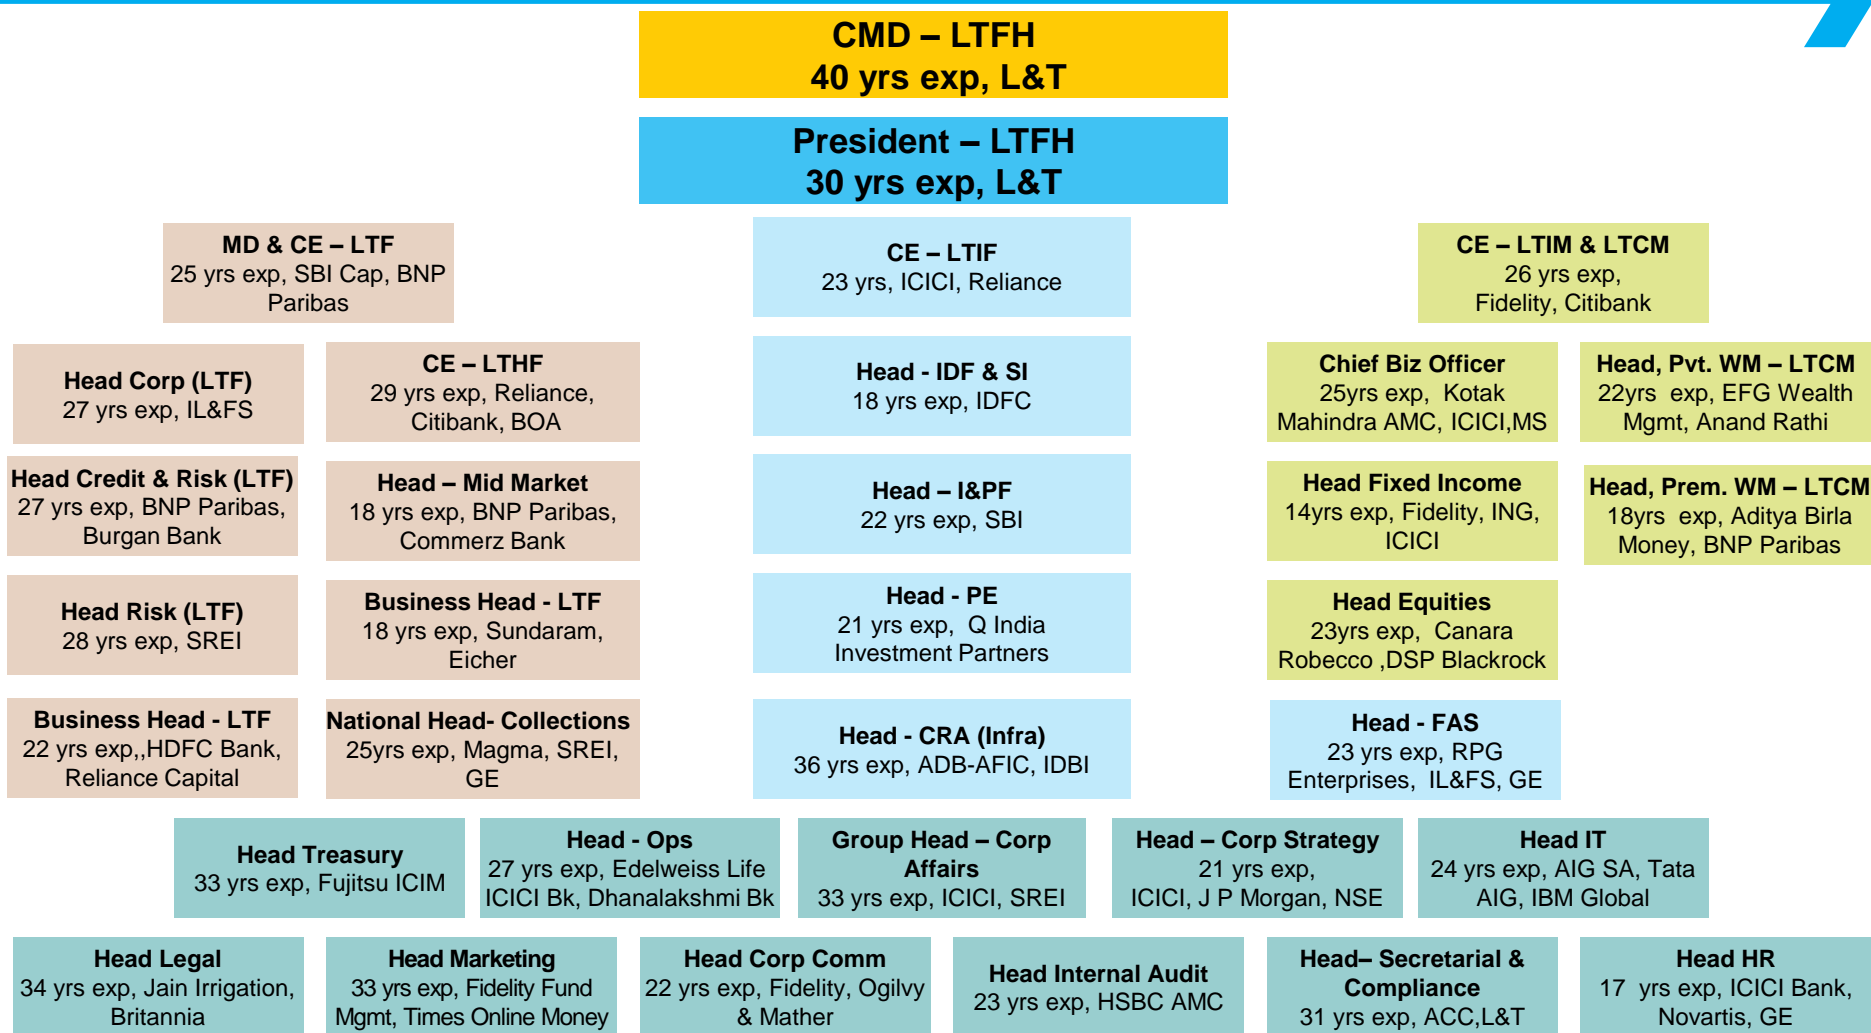 CMD – LTFH
40 yrs exp, L&T
President – LTFH
30 yrs exp, L&T
MD & CE – LTF
25 yrs exp, SBI Cap, BNP
Paribas
CE – LTIF
23 yrs, ICICI, Reliance
CE – LTIM & LTCM
26 yrs exp,
Fidelity, Citibank
Head Corp (LTF)
27 yrs exp, IL&FS
CE – LTHF
29 yrs exp, Reliance,
Citibank, BOA
Head - IDF & SI
18 yrs exp, IDFC
Chief Biz Officer
25yrs exp, Kotak
Mahindra AMC, ICICI,MS
Head, Pvt. WM – LTCM
22yrs exp, EFG Wealth
Mgmt, Anand Rathi
Head Credit & Risk (LTF)
27 yrs exp, BNP Paribas,
Burgan Bank
Head – Mid Market
18 yrs exp, BNP Paribas,
Commerz Bank
Head – I&PF
22 yrs exp, SBI
Head Fixed Income
14yrs exp, Fidelity, ING,
ICICI
Head, Prem. WM – LTCM
18yrs exp, Aditya Birla
Money, BNP Paribas
Head Risk (LTF)
28 yrs exp, SREI
Business Head - LTF
18 yrs exp, Sundaram,
Eicher
Head - PE
21 yrs exp, Q India
Investment Partners
Head Equities
23yrs exp, Canara
Robecco ,DSP Blackrock
Business Head - LTF
22 yrs exp,,HDFC Bank,
Reliance Capital
National Head- Collections
25yrs exp, Magma, SREI,
GE
Head - CRA (Infra)
36 yrs exp, ADB-AFIC, IDBI
Head - FAS
23 yrs exp, RPG
Enterprises, IL&FS, GE
Head Treasury
33 yrs exp, Fujitsu ICIM
Head - Ops
27 yrs exp, Edelweiss Life
ICICI Bk, Dhanalakshmi Bk
Group Head – Corp
Affairs
33 yrs exp, ICICI, SREI
Head – Corp Strategy
21 yrs exp,
ICICI, J P Morgan, NSE
Head IT
24 yrs exp, AIG SA, Tata
AIG, IBM Global
Head Legal
34 yrs exp, Jain Irrigation,
Britannia
Head Marketing
33 yrs exp, Fidelity Fund
Mgmt, Times Online Money
Head Corp Comm
22 yrs exp, Fidelity, Ogilvy
& Mather
Head Internal Audit
23 yrs exp, HSBC AMC
Head– Secretarial &
Compliance
31 yrs exp, ACC,L&T
Head HR
17 yrs exp, ICICI Bank,
Novartis, GE